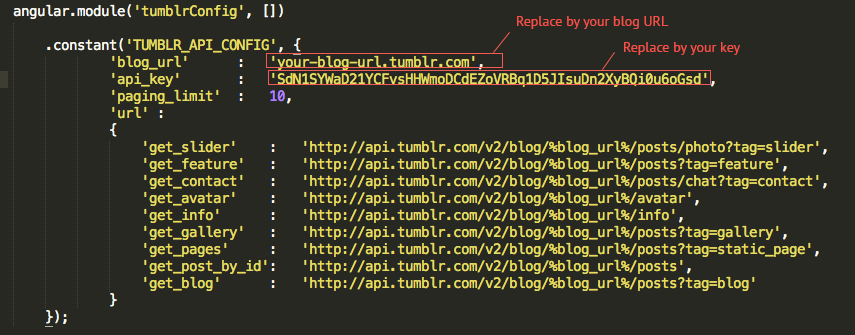 angular.module('tumblrConfig', [])
Replace by your blog URL
.constant('TUMBLR_API_CONFIG', {
Replace by your key
'blog_url' : 'your-blog-url.tumblr.com',
'api_key' : 'SdN1SYWaD21YCFvsHHWmoDCdEZoVRBq1D5JIsuDn2XyBQi0u6oGsd',
'paging_limit' : 10,
'url' :
{
'get_slider' : 'http://api.tumblr.com/v2/blog/%blog_url%/posts/photo?tag=slider',
'get_feature' : 'http://api.tumblr.com/v2/blog/%blog_url%/posts?tag=feature',
'get_contact' : 'http://api.tumblr.com/v2/blog/%blog_url%/posts/chat?tag=contact',
'get_avatar' : 'http://api.tumblr.com/v2/blog/%blog_url%/avatar',
'get_info' : 'http://api.tumblr.com/v2/blog/%blog_url%/info',
'get_gallery' : 'http://api.tumblr.com/v2/blog/%blog_url%/posts?tag=gallery',
'get_pages' : 'http://api.tumblr.com/v2/blog/%blog_url%/posts?tag=static_page',
'get_post_by_id': 'http://api.tumblr.com/v2/blog/%blog_url%/posts',
'get_blog' : 'http://api.tumblr.com/v2/blog/%blog_url%/posts?tag=blog'
}
});